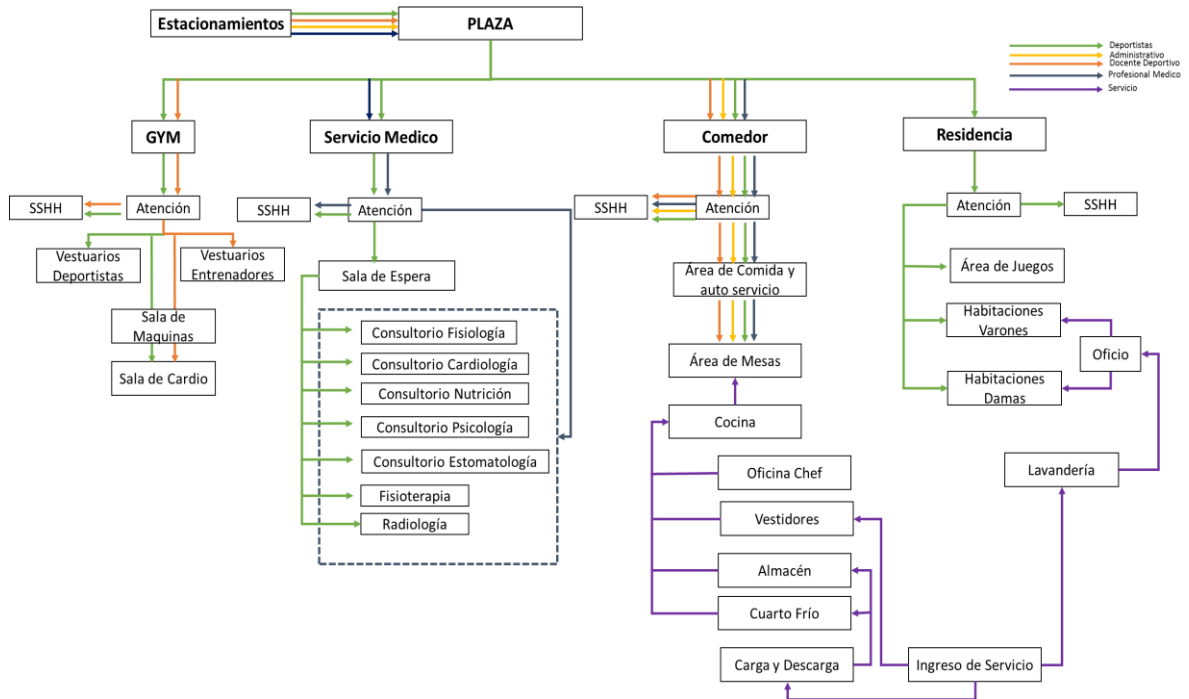 Estacionamientos
PLAZA
Deportistas
Administrativo
Docente Deportivo
Profesional Medico
Servicio
GYM
Servicio Medico
Comedor
Residencia
SSHH
Atención
SSHH
Atención
SSHH
Atención
Atención
SSHH
Vestuarios
Deportistas
Vestuarios
Entrenadores
Sala de
Maquinas
Sala de Cardio
Sala de Espera
Consultorio Fisiología
Consultorio Cardiología
Consultorio Nutrición
Consultorio Psicología
Consultorio Estomatología
Fisioterapia
Radiología
Área de Comida y
auto servicio
Área de Mesas
Cocina
Oficina Chef
Vestidores
Almacén
Cuarto Frío
Carga y Descarga
Ingreso de Servicio
Área de Juegos
Habitaciones
Varones
Oficio
Habitaciones
Damas
Lavandería